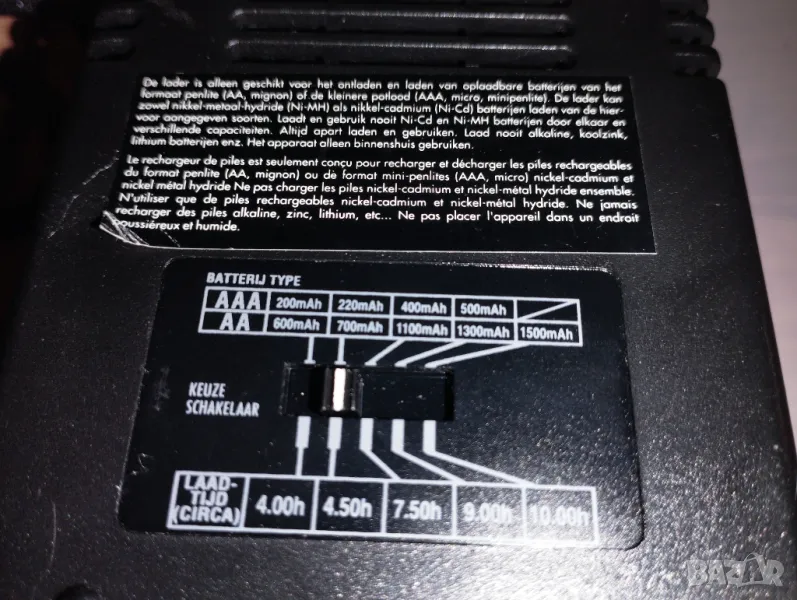 De lader is alleen geschikt voor het ontladen en laden van oplaadbare batterijen van het
formaat penlite (AA, mignon) of de kleinere potlood (AAA, micro, minipenlite). De lader kan
zowel nikkel-metaal-hydride (Ni-MH) als nikkel-cadmium (Ni-Cd) batterijen laden van de hier-
voor aangegeven soorten. Laadt en gebruik nooit Ni-Cd en Ni-MH batterijen door elkaar en
verschillende capaciteiten. Altijd apart laden en gebruiken. Laad nooit alkaline, koolzink,
lithium batterijen enz. Het apparaat alleen binnenshuis gebruiken.
Le rechargeur de piles est seulement conçu pour recharger et décharger les piles rechargeables
du format penlite (AA, mignon) ou de format mini-penlites (AAA, micro) nickel-cadmium et
nickel métal hydride Ne pas charger les piles nickel-cadmium et nickel-métal hydride ensemble.
N'utiliser que de piles rechargeables nickel-cadmium et nickel-métal hydride. Ne jamais
recharger des piles alkaline, zinc, lithium, etc... Ne pas placer l'appareil dans un endroit
poussiéreux et humide.
BATTERIJ TYPE
AAA 200mAh 220mAh 400mAh 500mAh
AA 600mAh 700mAh 1100mAh 1300mAh 1500mAh
KEUZE
SCHAKELAAR
LAAD-
TIJD
(CIRCA) 4.00h 4.50h 7.50h 9.00h 10.00h
BAZAR